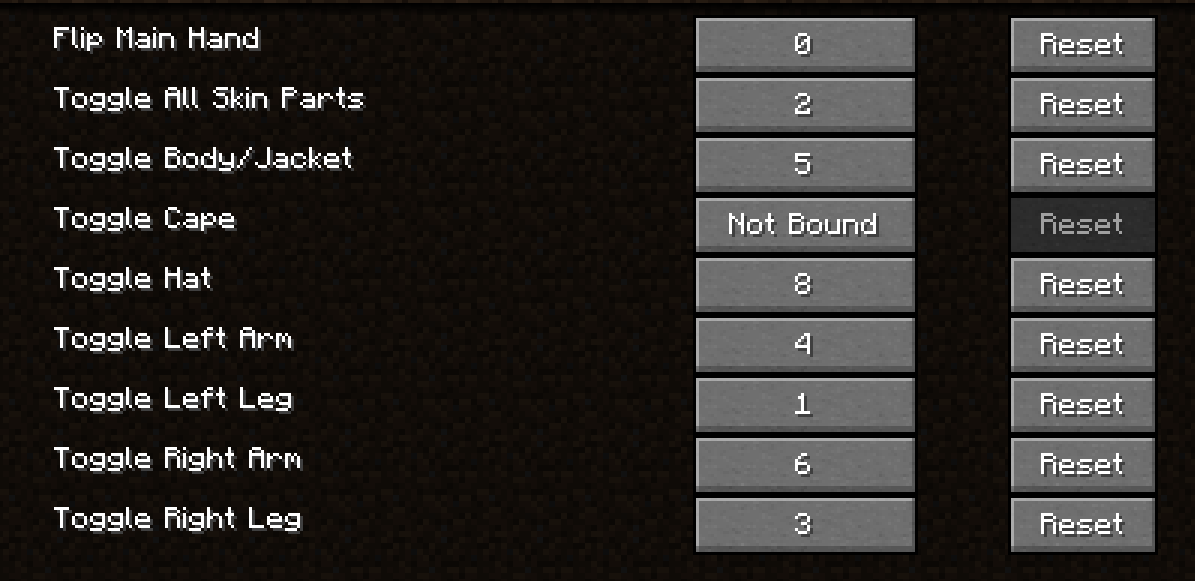 Flip Main Hand 0 Reset
Toggle All Skin Parts 2 Reset
Toggle Body/Jacket 5 Reset
Toggle Cape Not Bound Reset
Toggle Hat 8 Reset
Toggle Left Arm 4 Reset
Toggle Left Leg 1 Reset
Toggle Right Arm 6 Reset
Toggle Right Leg 3 Reset